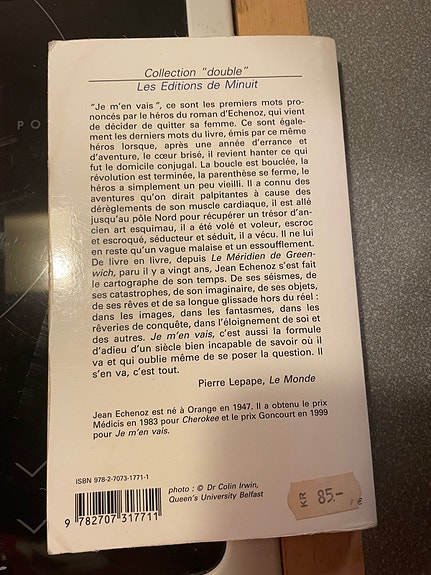 Collection "double"
Les Editions de Minuit
"Je m'en vais", ce sont les premiers mots pro-
noncés par le héros du roman d'Echenoz, qui vient
de décider de quitter sa femme. Ce sont égale-
ment les derniers mots du livre, émis par ce même
héros lorsque, après une année d'errance et
d'aventure, le cœur brisé, il revient hanter ce qui
fut le domicile conjugal. La boucle est bouclée, la
révolution est terminée, la parenthèse se ferme, le
héros a simplement un peu vieilli. Il a connu des
aventures qu'on dirait palpitantes à cause des
dérèglements de son muscle cardiaque, il est allé
jusqu'au pôle Nord pour récupérer un trésor d'an-
cien art esquimau, il a été volé et voleur, escroc
et escroqué, séducteur et séduit, il a vécu. Il ne lui
en reste qu'un vague malaise et un essoufflement.
De livre en livre, depuis Le Méridien de Green-
wich, paru il y a vingt ans, Jean Echenoz s'est fait
le cartographe de son temps. De ses séismes, de
ses catastrophes, de son imaginaire, de ses objets,
de ses rêves et de sa longue glissade hors du réel :
dans les images, dans les fantasmes, dans les
rêveries de conquête, dans l'éloignement de soi et
des autres. Je m'en vais, c'est aussi la formule
d'adieu d'un siècle bien incapable de savoir où il
va et qui oublie même de se poser la question. Il
s'en va, c'est tout.
Pierre Lepape, Le Monde
Jean Echenoz est né à Orange en 1947. Il a obtenu le prix
Médicis en 1983 pour Cherokee et le prix Goncourt en 1999
pour Je m'en vais.
ISBN 978-2-7073-1771-1
photo : © Dr Colin Irwin,
Queen's University Belfast
9 782707 317711
KR 85.-
€
PO